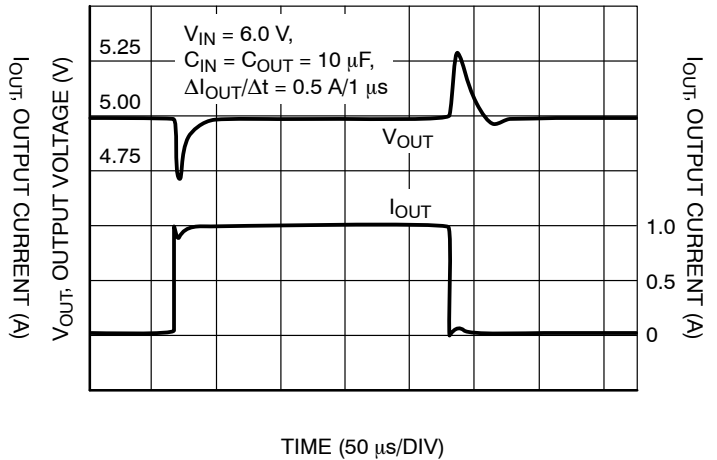 V_IN = 6.0 V,
C_IN = C_OUT = 10 μF,
ΔI_OUT/Δt = 0.5 A/1 μs
5.25
5.00
4.75
V_OUT
I_OUT
1.0
0.5
0
I_OUT, OUTPUT CURRENT (A)
V_OUT, OUTPUT VOLTAGE (V)
I_OUT, OUTPUT CURRENT (A)
TIME (50 μs/DIV)